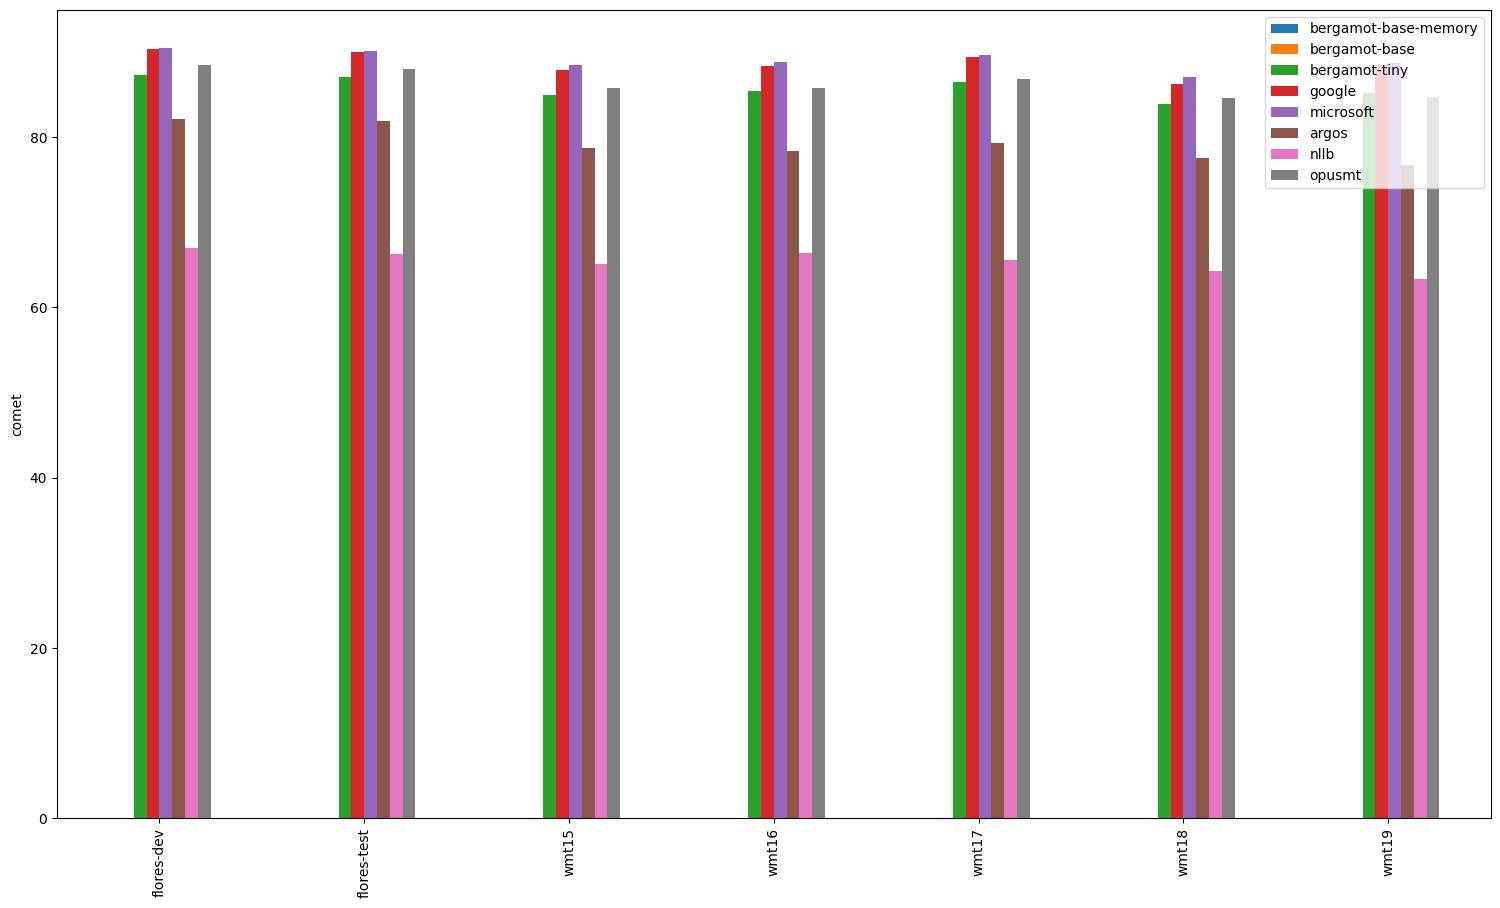 bergamot-base-memory
bergamot-base
bergamot-tiny
google
microsoft
argos
nllb
opusmt
comet
80
60
40
20
0
flores-dev
flores-test
wmt15
wmt16
wmt17
wmt18
wmt19